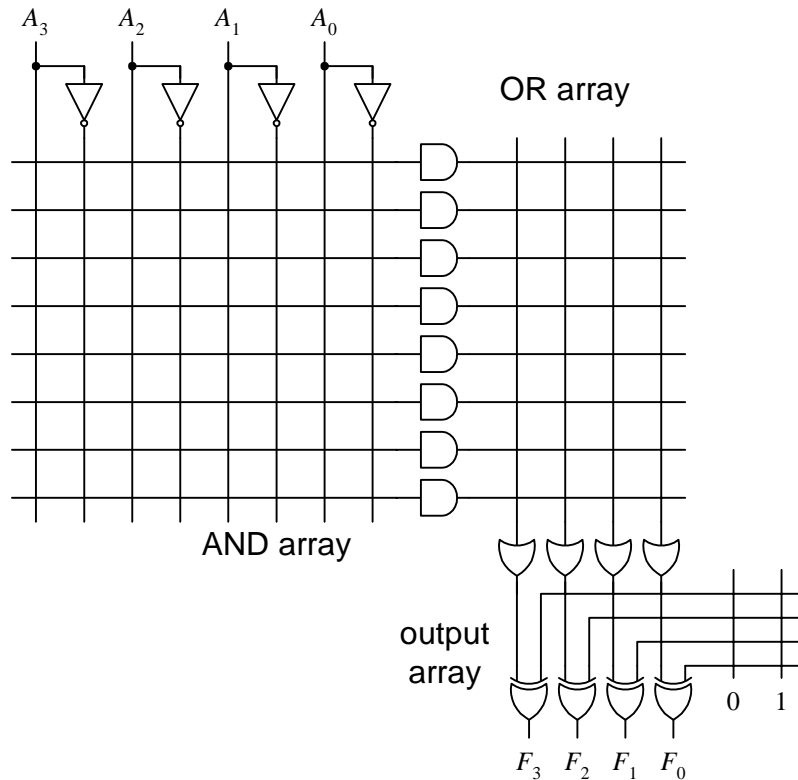 A₃ A₂ A₁ A₀
OR array
AND array
output
array
0 1
F₃ F₂ F₁ F₀